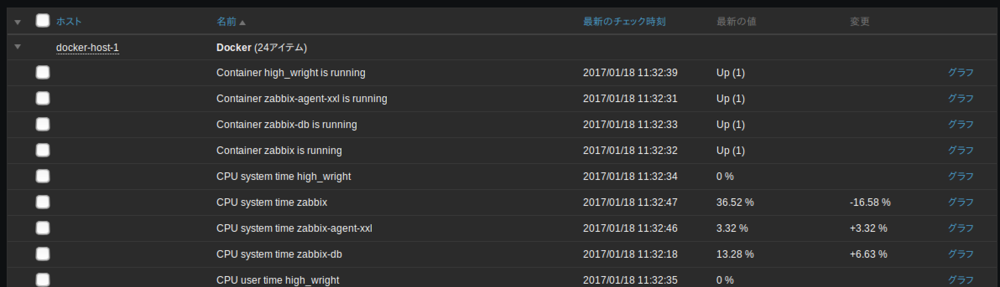 ホスト 名前 ▲ 最新のチェック時刻 最新の値 変更
docker-host-1 Docker (24アイテム)
Container high_wright is running 2017/01/18 11:32:39 Up (1) グラフ
Container zabbix-agent-xxl is running 2017/01/18 11:32:31 Up (1) グラフ
Container zabbix-db is running 2017/01/18 11:32:33 Up (1) グラフ
Container zabbix is running 2017/01/18 11:32:32 Up (1) グラフ
CPU system time high_wright 2017/01/18 11:32:34 0 % グラフ
CPU system time zabbix 2017/01/18 11:32:47 36.52 % -16.58 % グラフ
CPU system time zabbix-agent-xxl 2017/01/18 11:32:46 3.32 % +3.32 % グラフ
CPU system time zabbix-db 2017/01/18 11:32:18 13.28 % +6.63 % グラフ
CPU user time high_wright 2017/01/18 11:32:35 0 % グラフ